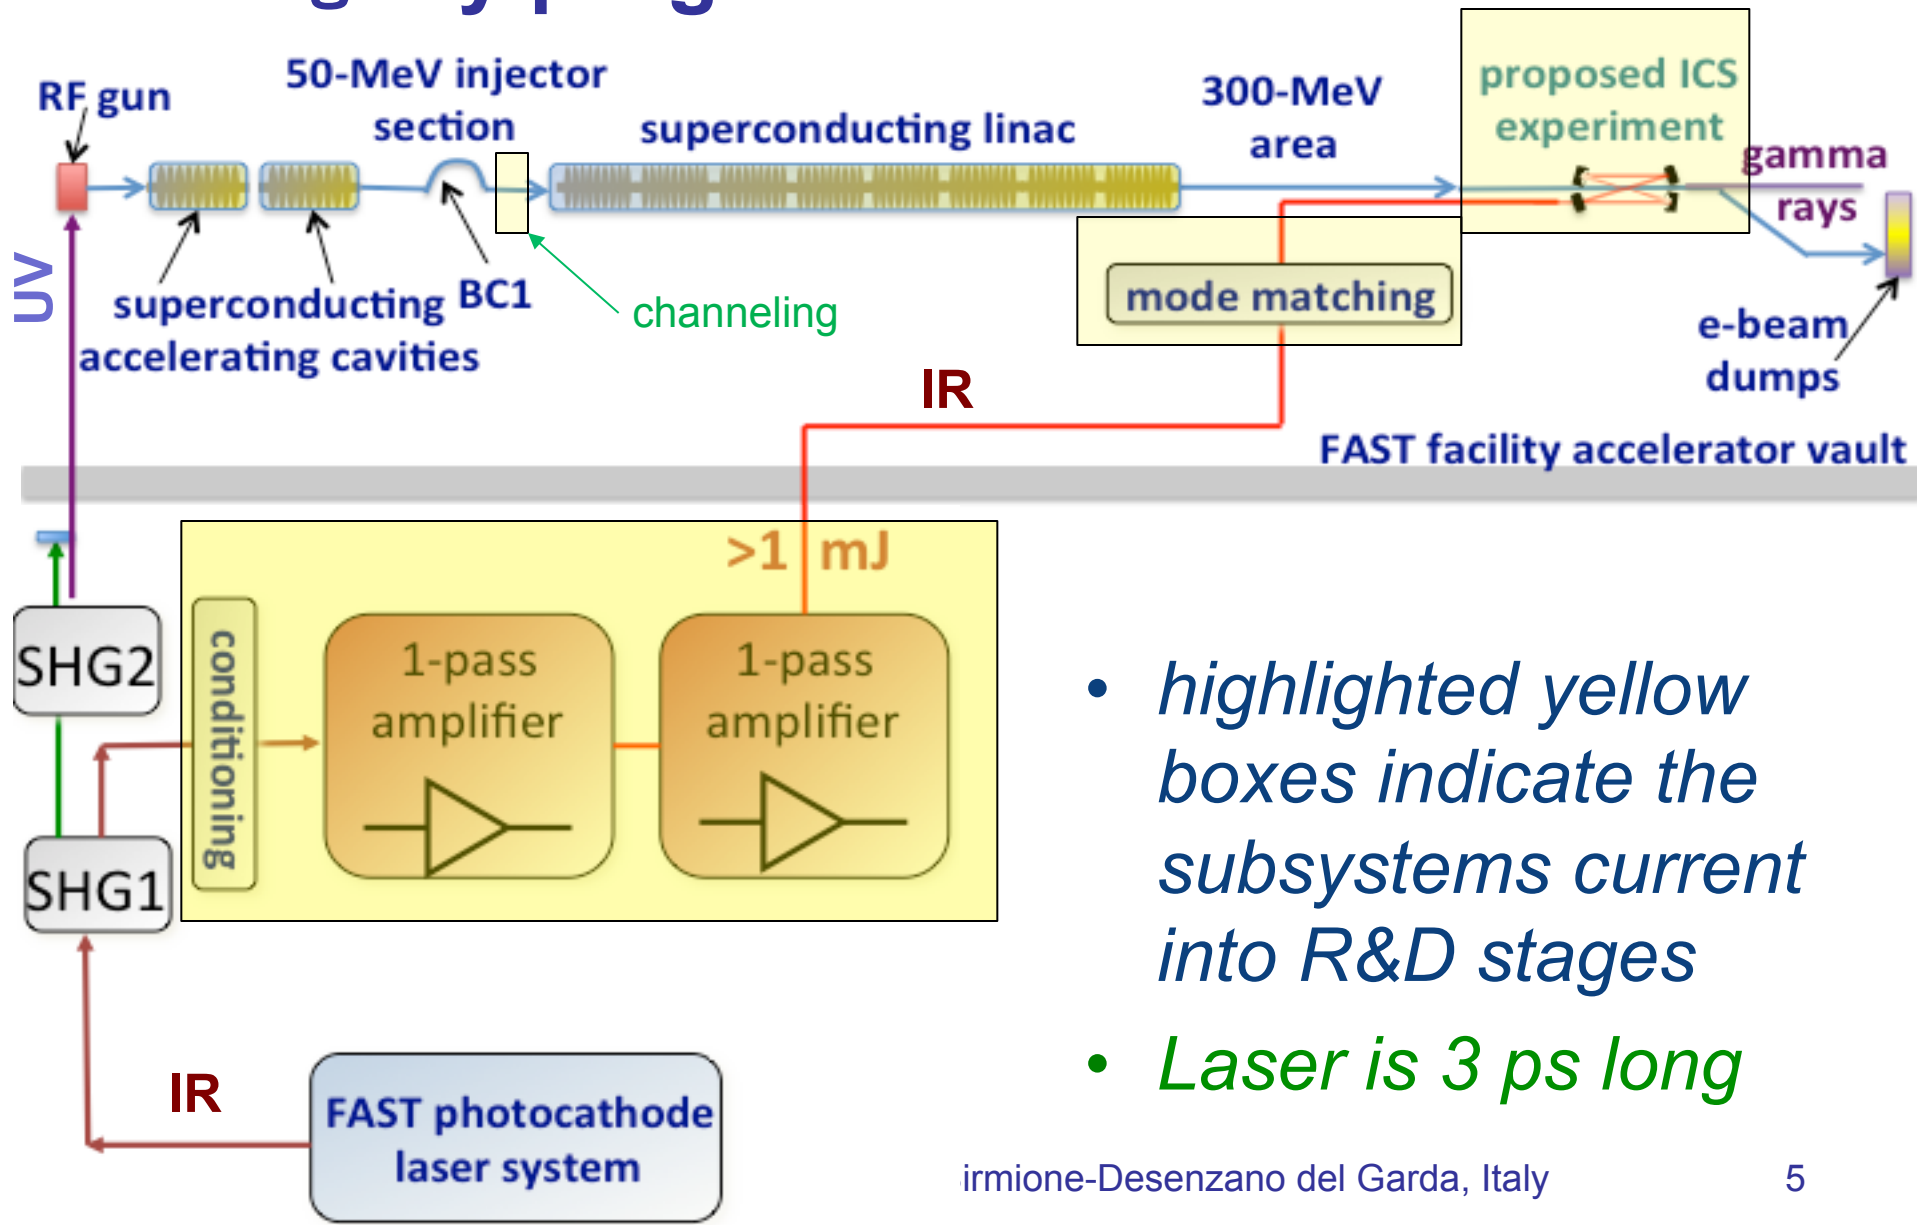 RF gun
50-MeV injector
section
superconducting linac
300-MeV
area
proposed ICS
experiment
gamma
rays
UV
superconducting
accelerating cavities
BC1
channeling
mode matching
e-beam
dumps
IR
FAST facility accelerator vault
>1 mJ
SHG2
conditioning
1-pass
amplifier
1-pass
amplifier
SHG1
• highlighted yellow
boxes indicate the
subsystems current
into R&D stages
• Laser is 3 ps long
IR
FAST photocathode
laser system
irmione-Desenzano del Garda, Italy
5